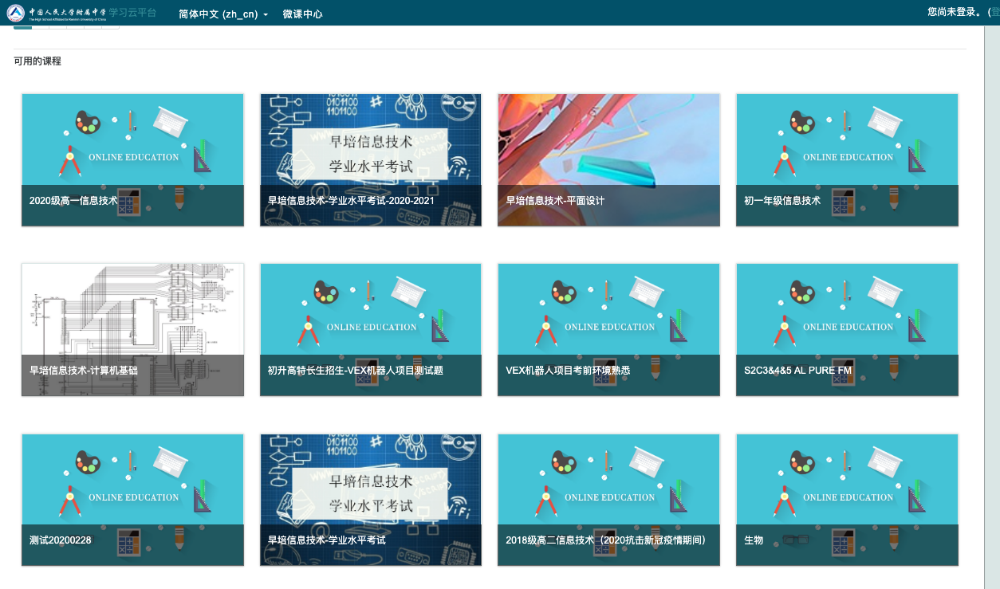 中国人民大学附属中学 学习云平台 简体中文 (zh_cn) 微课中心 您尚未登录。 (登
The High School Affiliated to Renmin University of China
可用的课程
ONLINE EDUCATION
2020级高一信息技术
0101100
1101100
早培信息技术
学业水平考试
WiFi
早培信息技术-学业水平考试-2020-2021
早培信息技术-平面设计
ONLINE EDUCATION
初一年级信息技术
早培信息技术-计算机基础
ONLINE EDUCATION
初升高特长生招生-VEX机器人项目测试题
ONLINE EDUCATION
VEX机器人项目考前环境熟悉
ONLINE EDUCATION
S2C3&4&5 AL PURE FM
ONLINE EDUCATION
测试20200228
0101100
1101100
早培信息技术
学业水平考试
WiFi
早培信息技术-学业水平考试
ONLINE EDUCATION
2018级高二信息技术（2020抗击新冠疫情期间）
ONLINE EDUCATION
生物